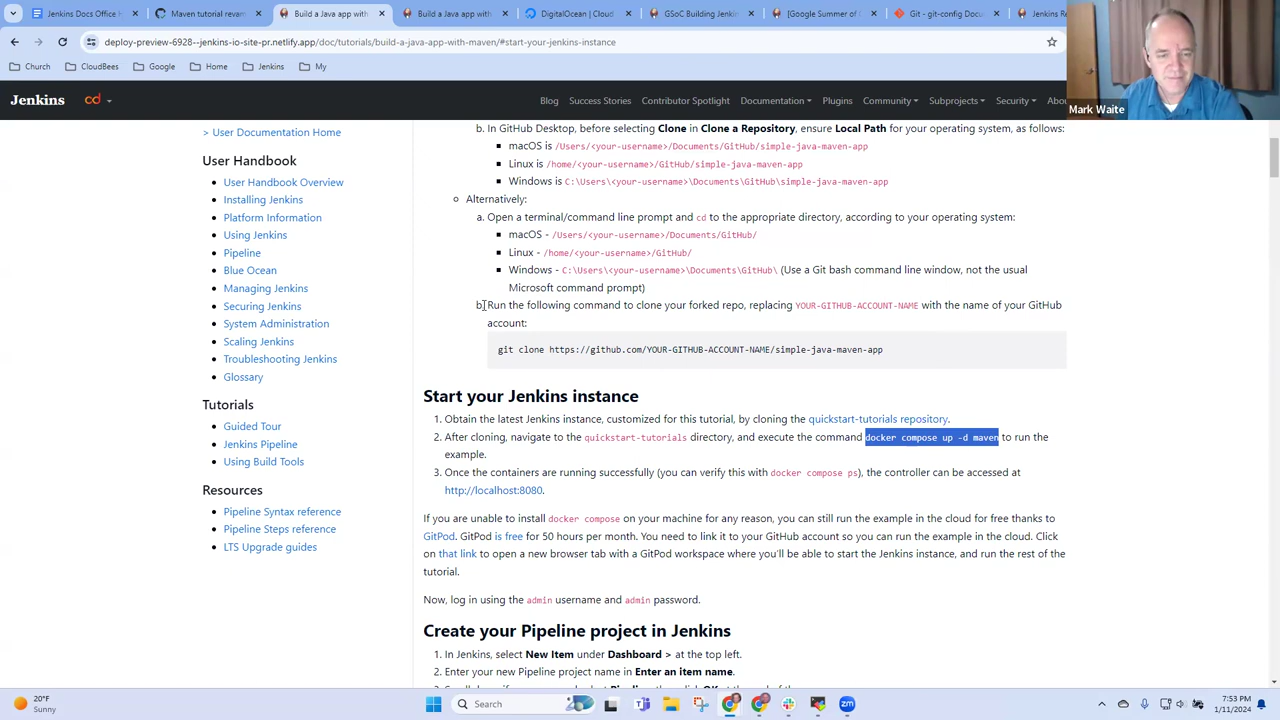 Jenkins Docs Office H
Maven tutorial revam
Build a Java app with
Build a Java app with
DigitalOcean | Cloud
GSoC Building Jenkin
[Google Summer of C
Git - git-config Docum
Jenkins R
deploy-preview-6928--jenkins-io-site-pr.netlify.app/doc/tutorials/build-a-java-app-with-maven/#start-your-jenkins-instance
Church
CloudBees
Google
Home
Jenkins
My
Mark Waite
Jenkins
cd
Blog
Success Stories
Contributor Spotlight
Documentation
Plugins
Community
Subprojects
Security
Abou
> User Documentation Home
User Handbook
User Handbook Overview
Installing Jenkins
Platform Information
Using Jenkins
Pipeline
Blue Ocean
Managing Jenkins
Securing Jenkins
System Administration
Scaling Jenkins
Troubleshooting Jenkins
Glossary
Tutorials
Guided Tour
Jenkins Pipeline
Using Build Tools
Resources
Pipeline Syntax reference
Pipeline Steps reference
LTS Upgrade guides
b. In GitHub Desktop, before selecting Clone in Clone a Repository, ensure Local Path for your operating system, as follows:
macOS is /Users/<your-username>/Documents/GitHub/simple-java-maven-app
Linux is /home/<your-username>/GitHub/simple-java-maven-app
Windows is C:\Users\<your-username>\Documents\GitHub\simple-java-maven-app
Alternatively:
a. Open a terminal/command line prompt and cd to the appropriate directory, according to your operating system:
macOS - /Users/<your-username>/Documents/GitHub/
Linux - /home/<your-username>/GitHub/
Windows - C:\Users\<your-username>\Documents\GitHub\ (Use a Git bash command line window, not the usual
Microsoft command prompt)
b. Run the following command to clone your forked repo, replacing YOUR-GITHUB-ACCOUNT-NAME with the name of your GitHub
account:
git clone https://github.com/YOUR-GITHUB-ACCOUNT-NAME/simple-java-maven-app
Start your Jenkins instance
1. Obtain the latest Jenkins instance, customized for this tutorial, by cloning the quickstart-tutorials repository.
2. After cloning, navigate to the quickstart-tutorials directory, and execute the command docker compose up -d maven to run the
example.
3. Once the containers are running successfully (you can verify this with docker compose ps), the controller can be accessed at
http://localhost:8080.
If you are unable to install docker compose on your machine for any reason, you can still run the example in the cloud for free thanks to
GitPod. GitPod is free for 50 hours per month. You need to link it to your GitHub account so you can run the example in the cloud. Click
on that link to open a new browser tab with a GitPod workspace where you'll be able to start the Jenkins instance, and run the rest of the
tutorial.
Now, log in using the admin username and admin password.
Create your Pipeline project in Jenkins
1. In Jenkins, select New Item under Dashboard > at the top left.
2. Enter your new Pipeline project name in Enter an item name.
20°F
Sunny
Search
7:53 PM
1/11/2024